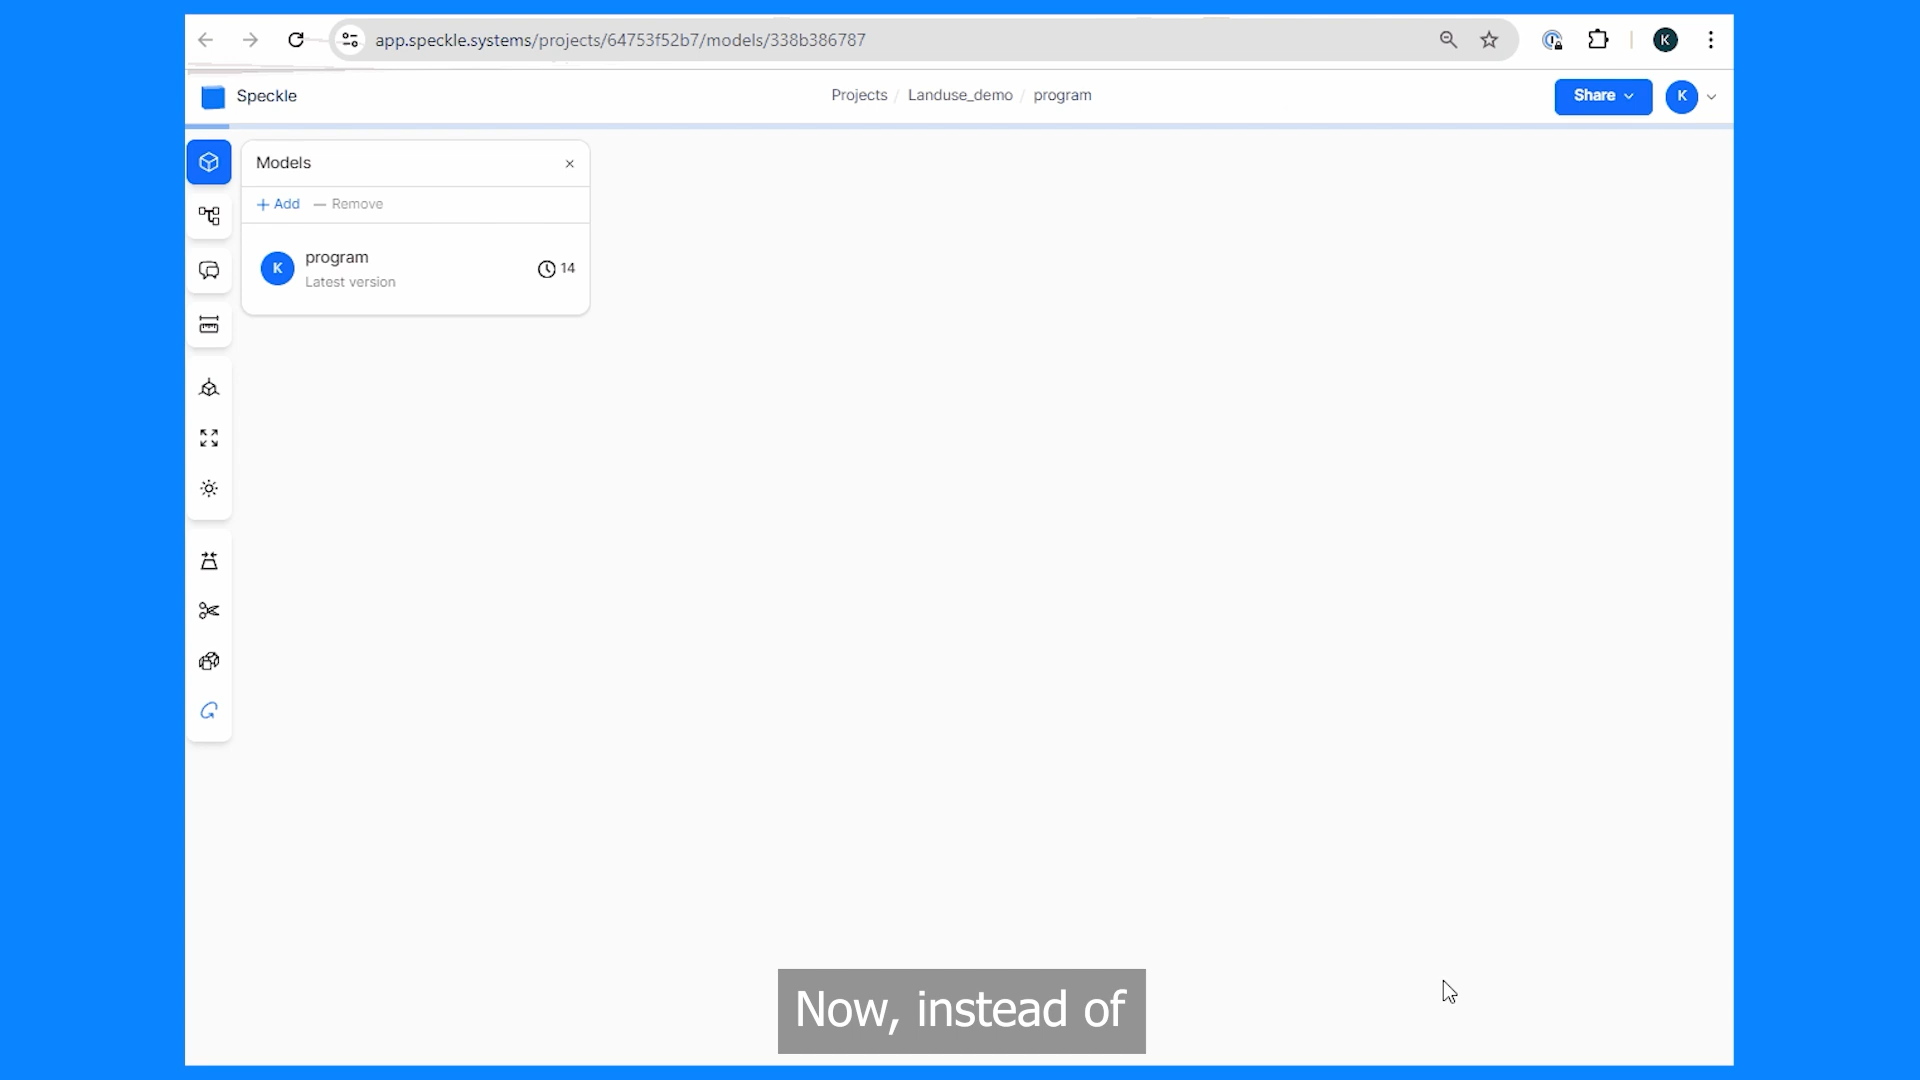 app.speckle.systems/projects/64753f52b7/models/338b386787
K
Speckle
Projects / Landuse_demo / program
Share
K
Models
+ Add
— Remove
K
program
Latest version
14
Now, instead of